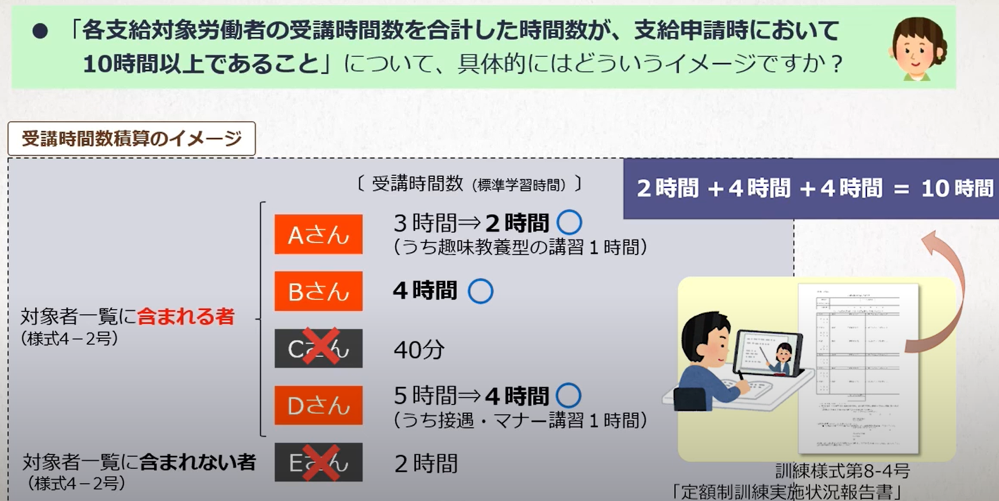 ● 「各支給対象労働者の受講時間数を合計した時間数が、支給申請時において
10時間以上であること」について、具体的にはどういうイメージですか？
受講時間数積算のイメージ
〔 受講時間数（標準学習時間）〕
２時間 ＋４時間 ＋４時間 ＝ 10時間
対象者一覧に含まれる者
（様式4－2号）
Aさん
３時間⇒２時間 ○
（うち趣味教養型の講習１時間）
Bさん
４時間 ○
Cさん
40分
Dさん
５時間⇒４時間 ○
（うち接遇・マナー講習１時間）
対象者一覧に含まれない者
（様式4－2号）
Eさん
２時間
訓練様式第8-4号
「定額制訓練実施状況報告書」